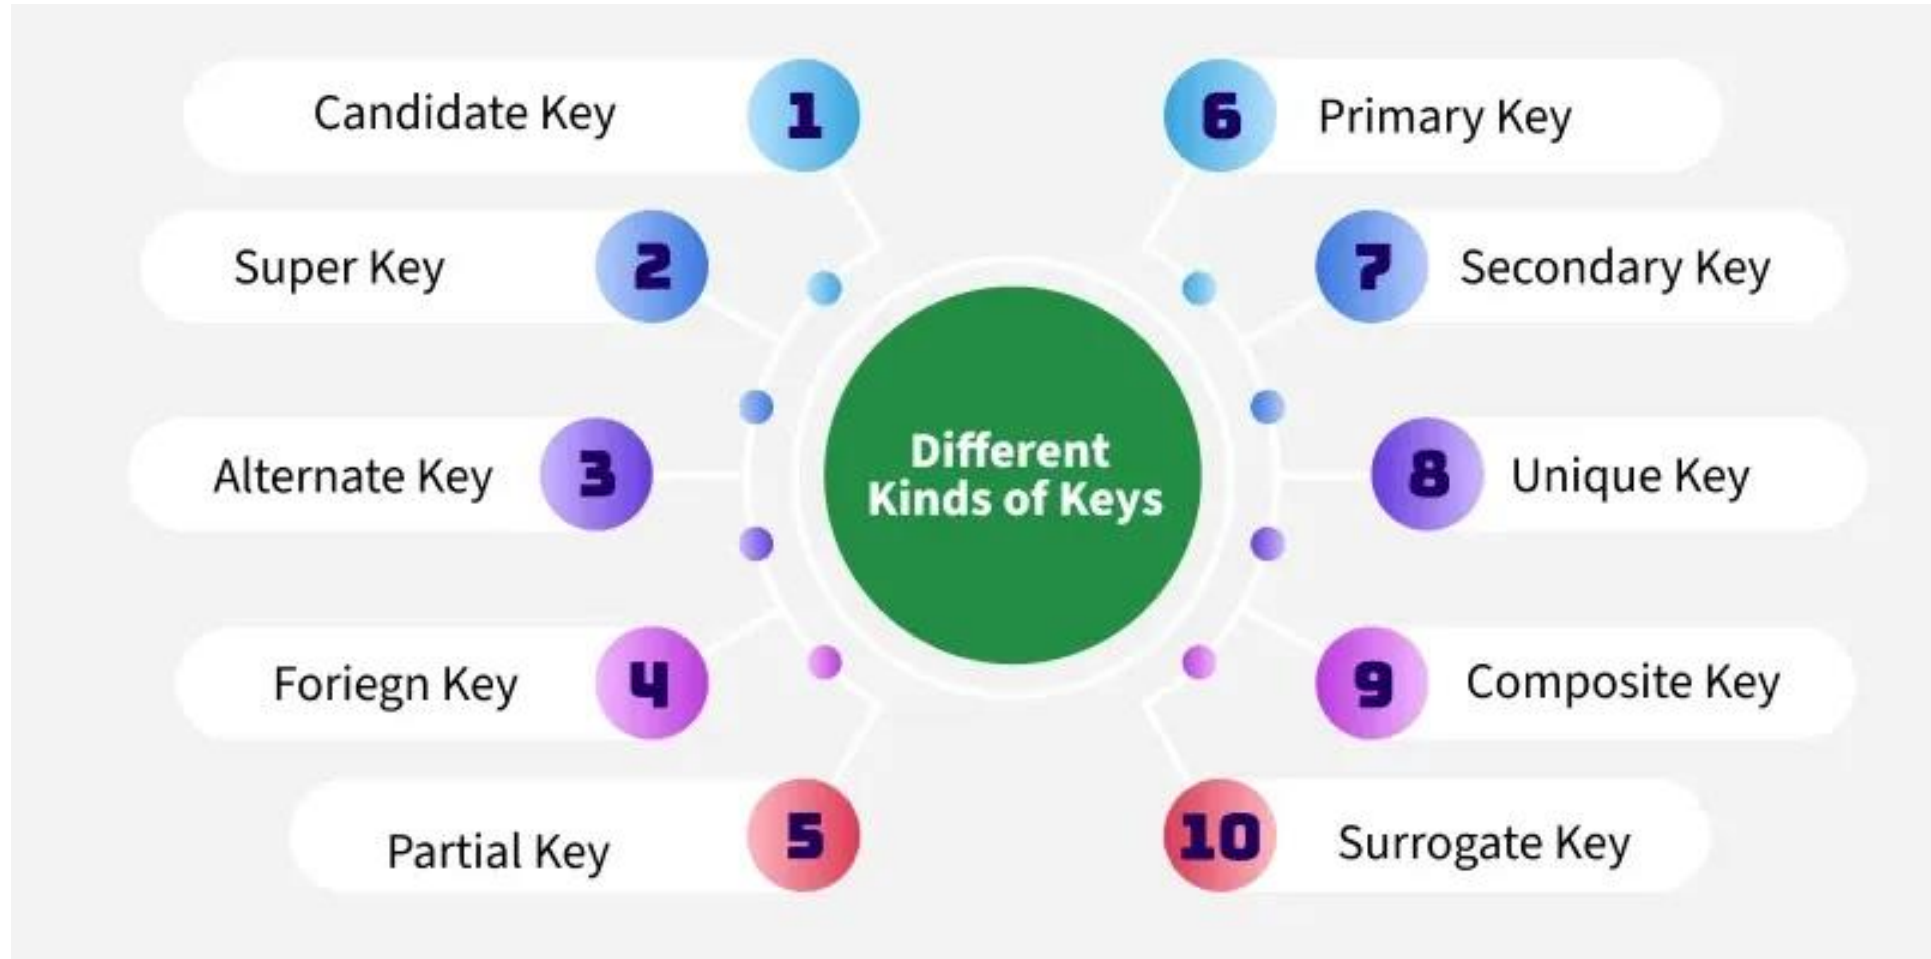 Candidate Key 1
Super Key 2
Alternate Key 3
Foriegn Key 4
Partial Key 5
Different
Kinds of Keys
6 Primary Key
7 Secondary Key
8 Unique Key
9 Composite Key
10 Surrogate Key